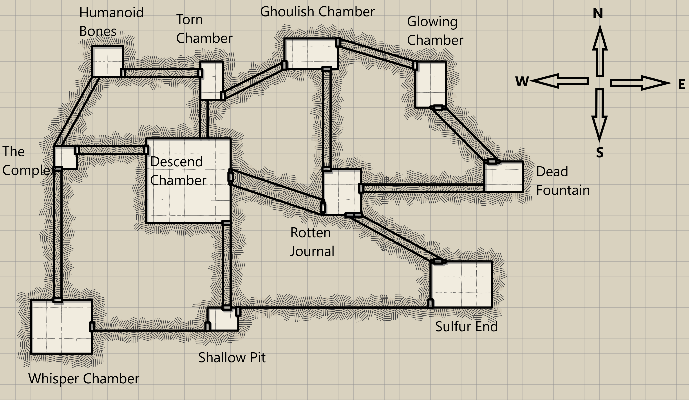 Humanoid
Bones
Torn
Chamber
Ghoulish Chamber
Glowing
Chamber
N
W
E
S
The
Complex
Descend
Chamber
Dead
Fountain
Rotten
Journal
Sulfur End
Shallow Pit
Whisper Chamber